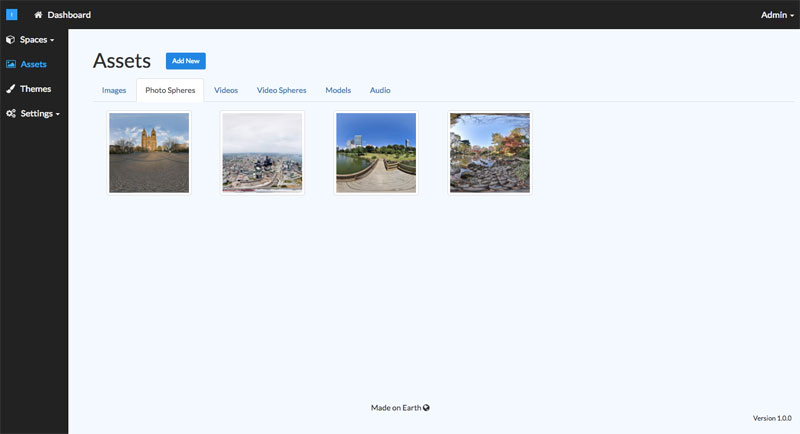 Dashboard
Admin
Spaces
Assets
Themes
Settings
Assets
Add New
Images
Photo Spheres
Videos
Video Spheres
Models
Audio
Made on Earth
Version 1.0.0